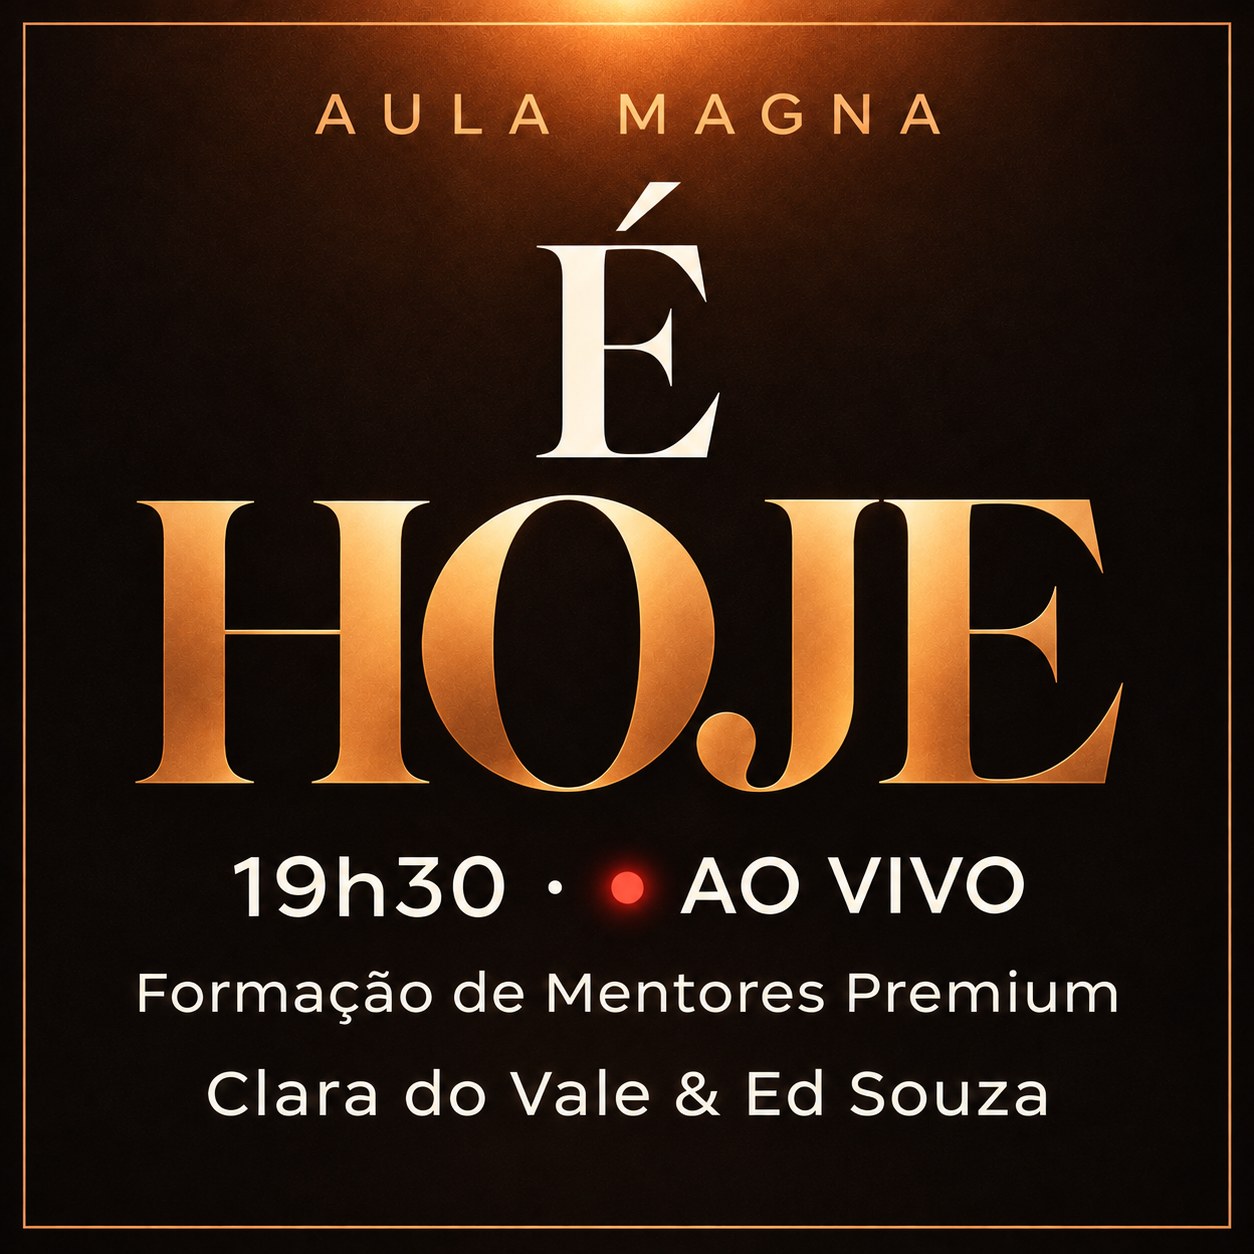 AULA MAGNA
É
HOJE
19h30 · AO VIVO
Formação de Mentores Premium
Clara do Vale & Ed Souza